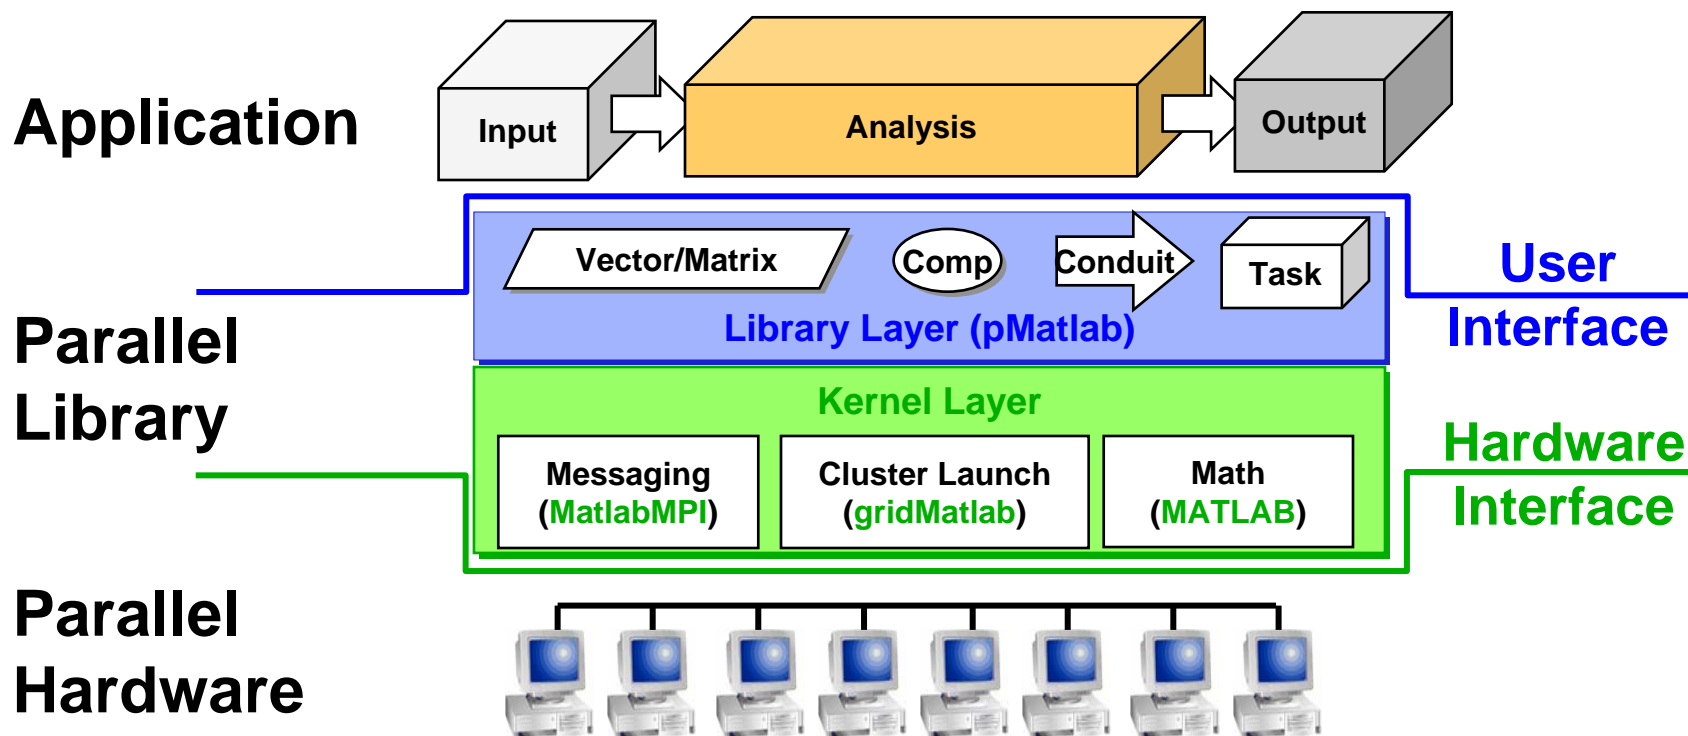 Application
Input
Analysis
Output
Vector/Matrix
Comp
Conduit
Task
Library Layer (pMatlab)
User
Interface
Parallel
Library
Kernel Layer
Messaging
(MatlabMPI)
Cluster Launch
(gridMatlab)
Math
(MATLAB)
Hardware
Interface
Parallel
Hardware